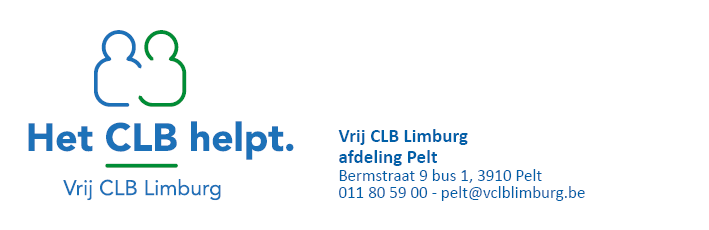 Het CLB helpt.
Vrij CLB Limburg
Vrij CLB Limburg
afdeling Pelt
Bermstraat 9 bus 1, 3910 Pelt
011 80 59 00 - pelt@vclblimburg.be